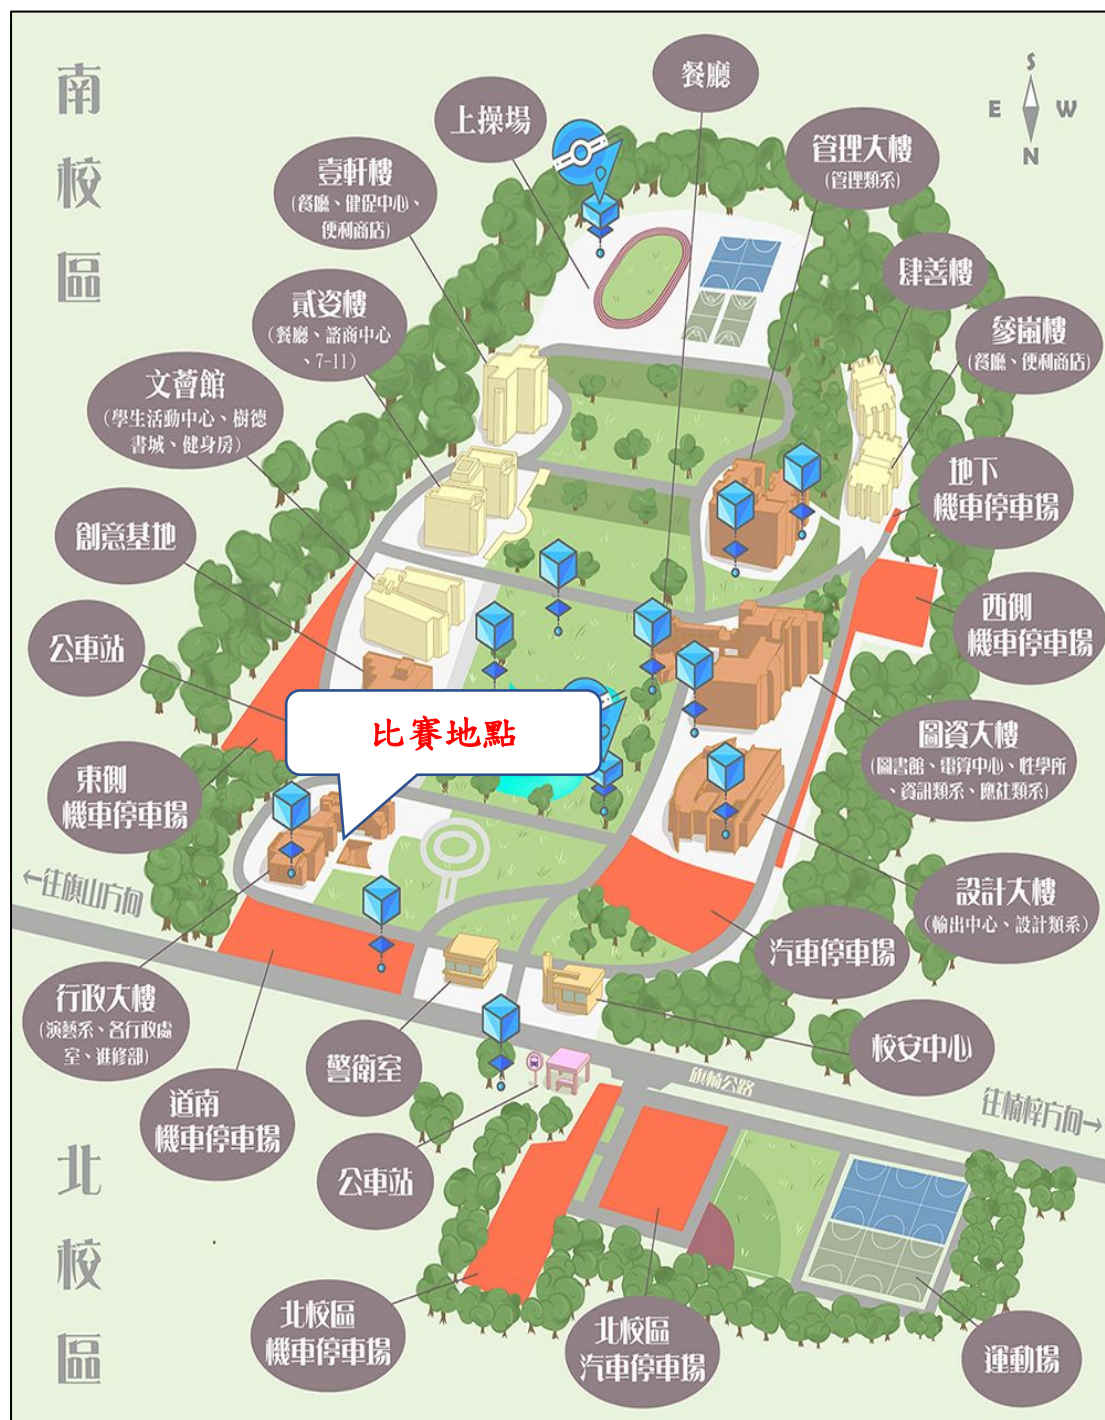 南
校
區
餐廳
上操場
S
E W
N
壹軒樓
(餐廳、健促中心、
便利商店)
管理大樓
(管理類系)
肆善樓
貳姿樓
(餐廳、諮商中心
、7-11)
參嵐樓
(餐廳、便利商店)
文薈館
(學生活動中心、樹德
書城、健身房)
地下
機車停車場
創意基地
西側
機車停車場
公車站
比賽地點
圖資大樓
(圖書館、電算中心、性學所
、資訊類系、應社類系)
東側
機車停車場
←往旗山方向
設計大樓
(輸出中心、設計類系)
汽車停車場
行政大樓
(演藝系、各行政處
室、進修部)
警衛室
校安中心
旗楠公路
往楠梓方向→
道南
機車停車場
公車站
北
校
區
北校區
機車停車場
北校區
汽車停車場
運動場